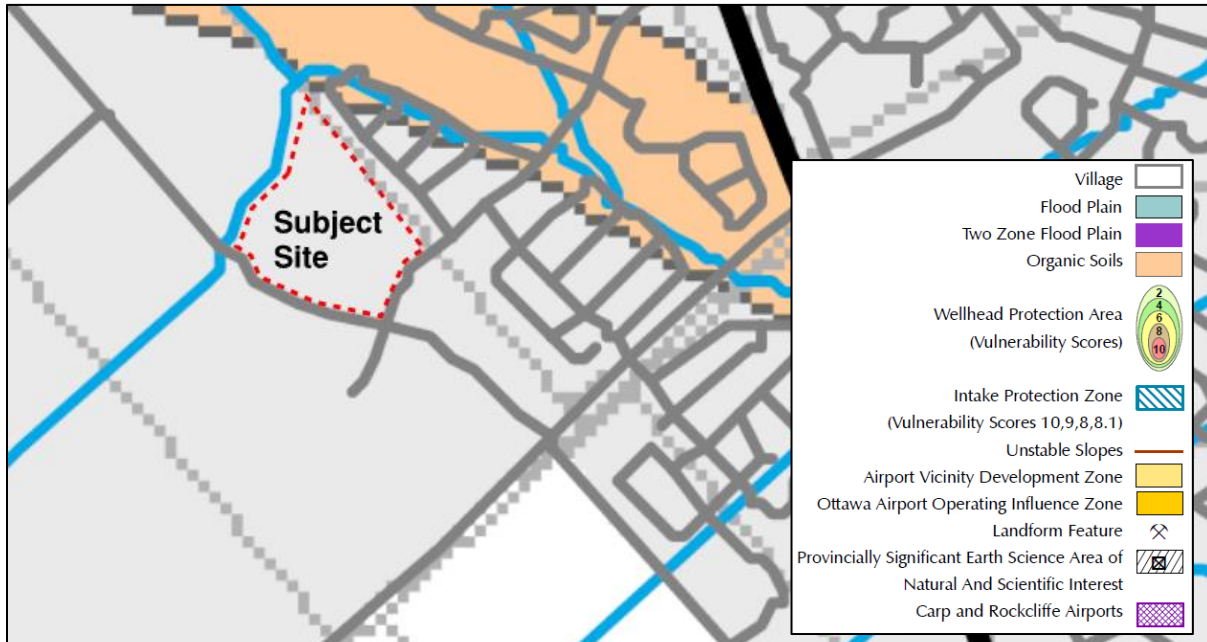 Subject
Site
Village
Flood Plain
Two Zone Flood Plain
Organic Soils
2
4
6
8
10
Wellhead Protection Area
(Vulnerability Scores)
Intake Protection Zone
(Vulnerability Scores 10,9,8,8.1)
Unstable Slopes
Airport Vicinity Development Zone
Ottawa Airport Operating Influence Zone
Landform Feature
Provincially Significant Earth Science Area of
Natural And Scientific Interest
Carp and Rockcliffe Airports